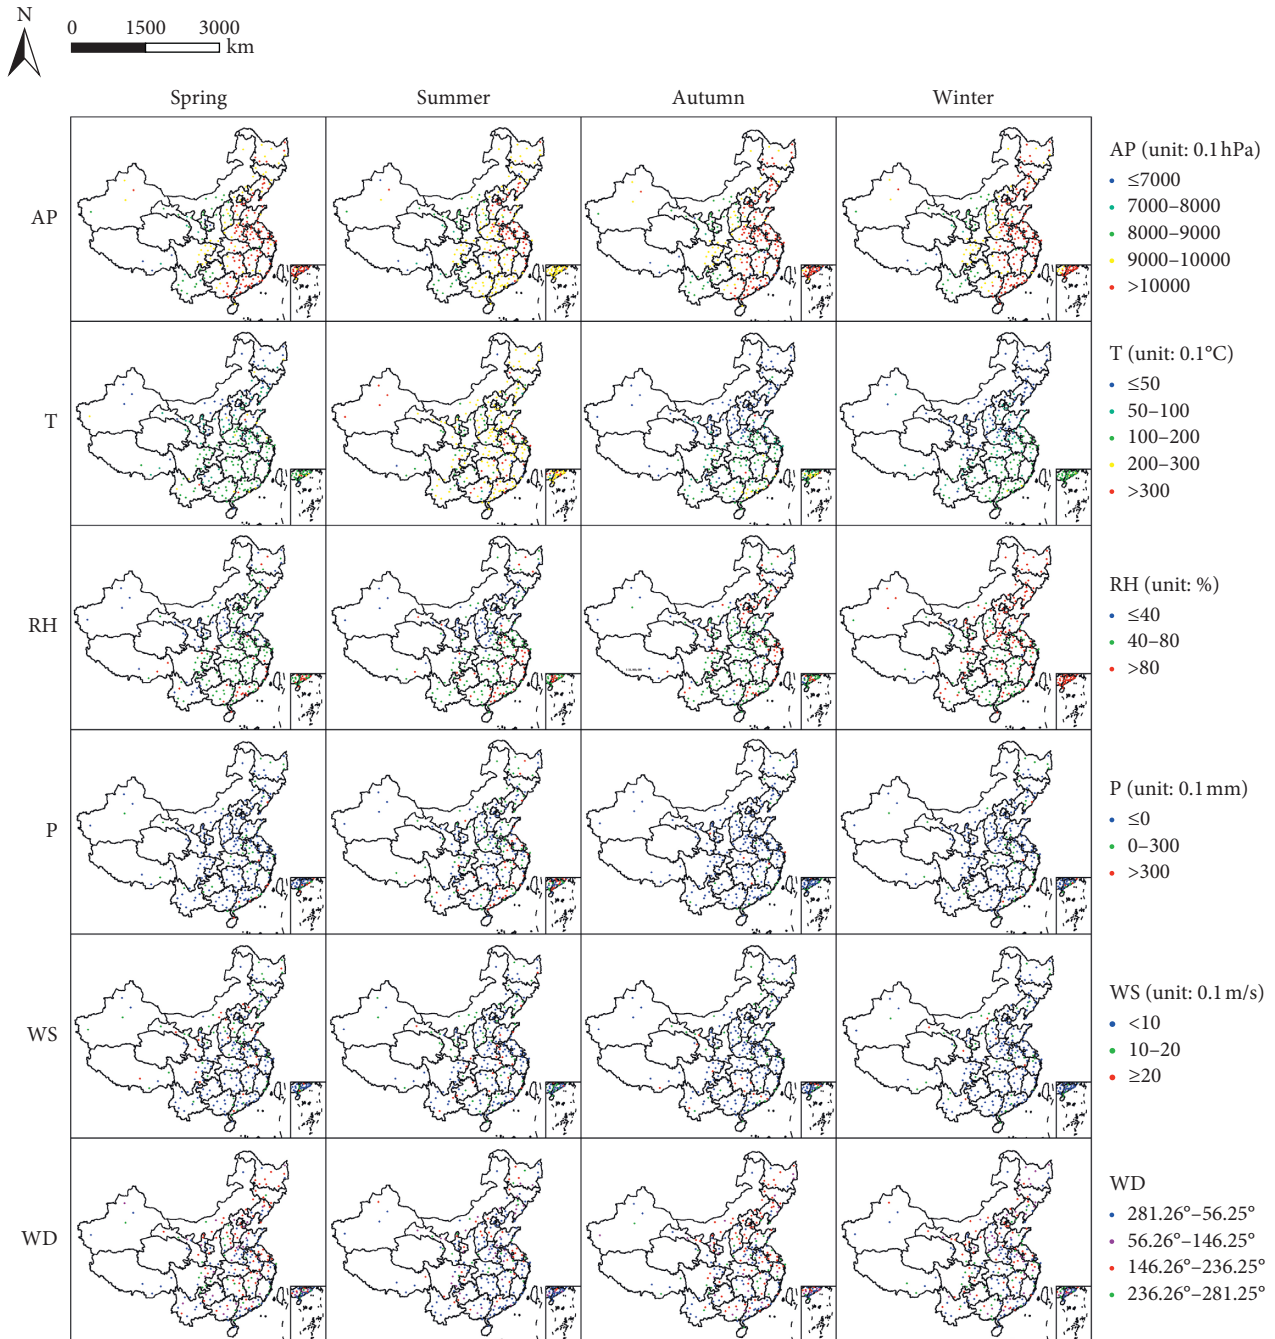 N
0 1500 3000
km
Spring Summer Autumn Winter
AP
AP (unit: 0.1 hPa)
≤7000
7000–8000
8000–9000
9000–10000
>10000
T
T (unit: 0.1°C)
≤50
50–100
100–200
200–300
>300
RH
RH (unit: %)
≤40
40–80
>80
P
P (unit: 0.1 mm)
≤0
0–300
>300
WS
WS (unit: 0.1 m/s)
<10
10–20
≥20
WD
WD
281.26°–56.25°
56.26°–146.25°
146.26°–236.25°
236.26°–281.25°